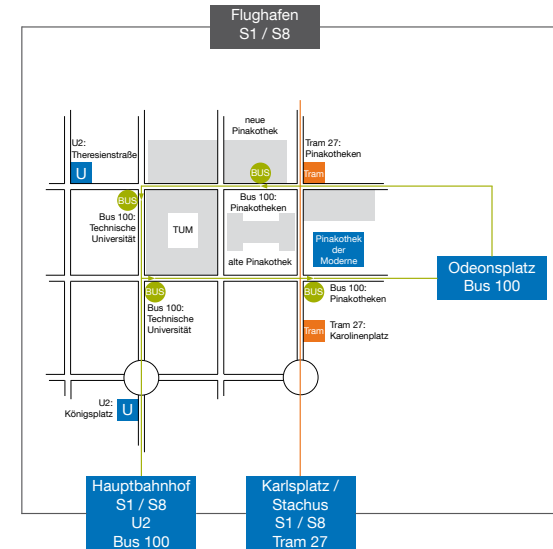 Flughafen
S1 / S8
neue
Pinakothek
U2:
Theresienstraße
U
Tram 27:
Pinakotheken
Tram
BUS
BUS
Bus 100:
Pinakotheken
Bus 100:
Technische
Universität
TUM
alte Pinakothek
Pinakothek
der
Moderne
Odeonsplatz
Bus 100
BUS
Bus 100:
Technische
Universität
BUS
Bus 100:
Pinakotheken
Tram
Tram 27:
Karolinenplatz
U2:
Königsplatz
U
Hauptbahnhof
S1 / S8
U2
Bus 100
Karlsplatz /
Stachus
S1 / S8
Tram 27